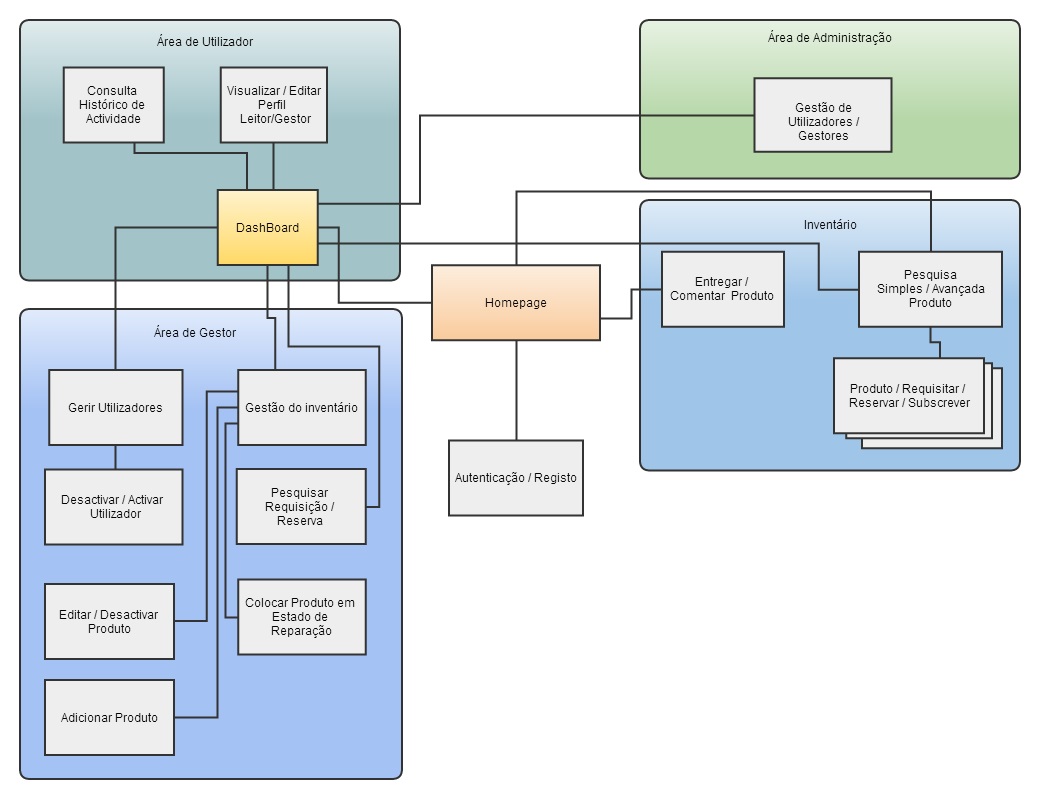 Área de Utilizador
Consulta
Histórico de
Actividade
Visualizar / Editar
Perfil
Leitor/Gestor
DashBoard
Área de Administração
Gestão de
Utilizadores /
Gestores
Homepage
Autenticação / Registo
Inventário
Entregar /
Comentar Produto
Pesquisa
Simples / Avançada
Produto
Produto / Requisitar /
Reservar / Subscrever
Área de Gestor
Gerir Utilizadores
Gestão do inventário
Desactivar / Activar
Utilizador
Pesquisar
Requisição /
Reserva
Editar / Desactivar
Produto
Colocar Produto em
Estado de
Reparação
Adicionar Produto